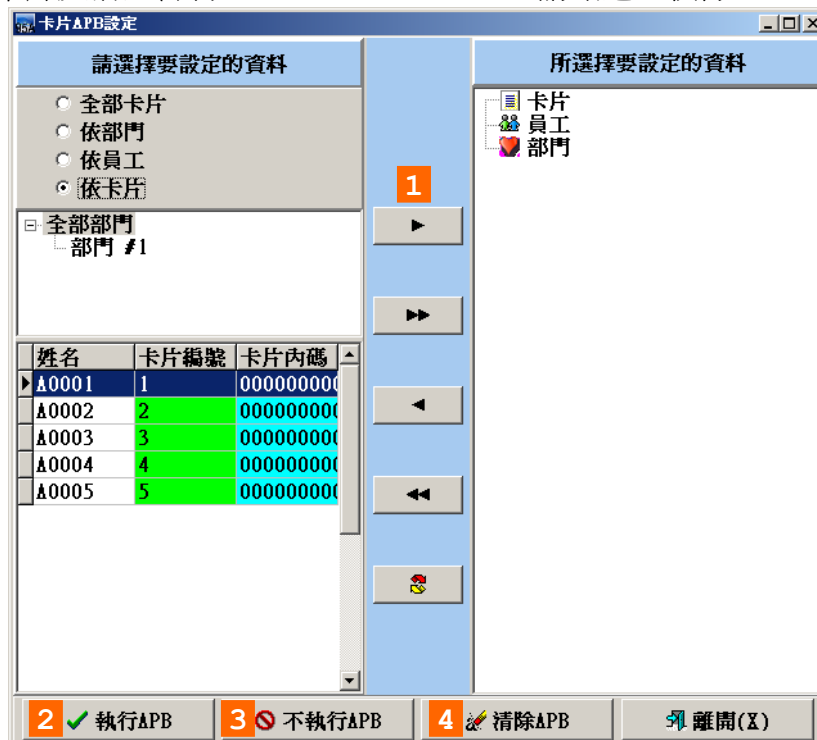 卡片APB設定
請選擇要設定的資料
全部卡片
依部門
依員工
依卡片
全部部門
部門 #1
姓名 卡片編號 卡片內碼
A0001 1 000000000
A0002 2 000000000
A0003 3 000000000
A0004 4 000000000
A0005 5 000000000
1
所選擇要設定的資料
卡片
員工
部門
2 執行APB 3 不執行APB 4 清除APB 離開(X)